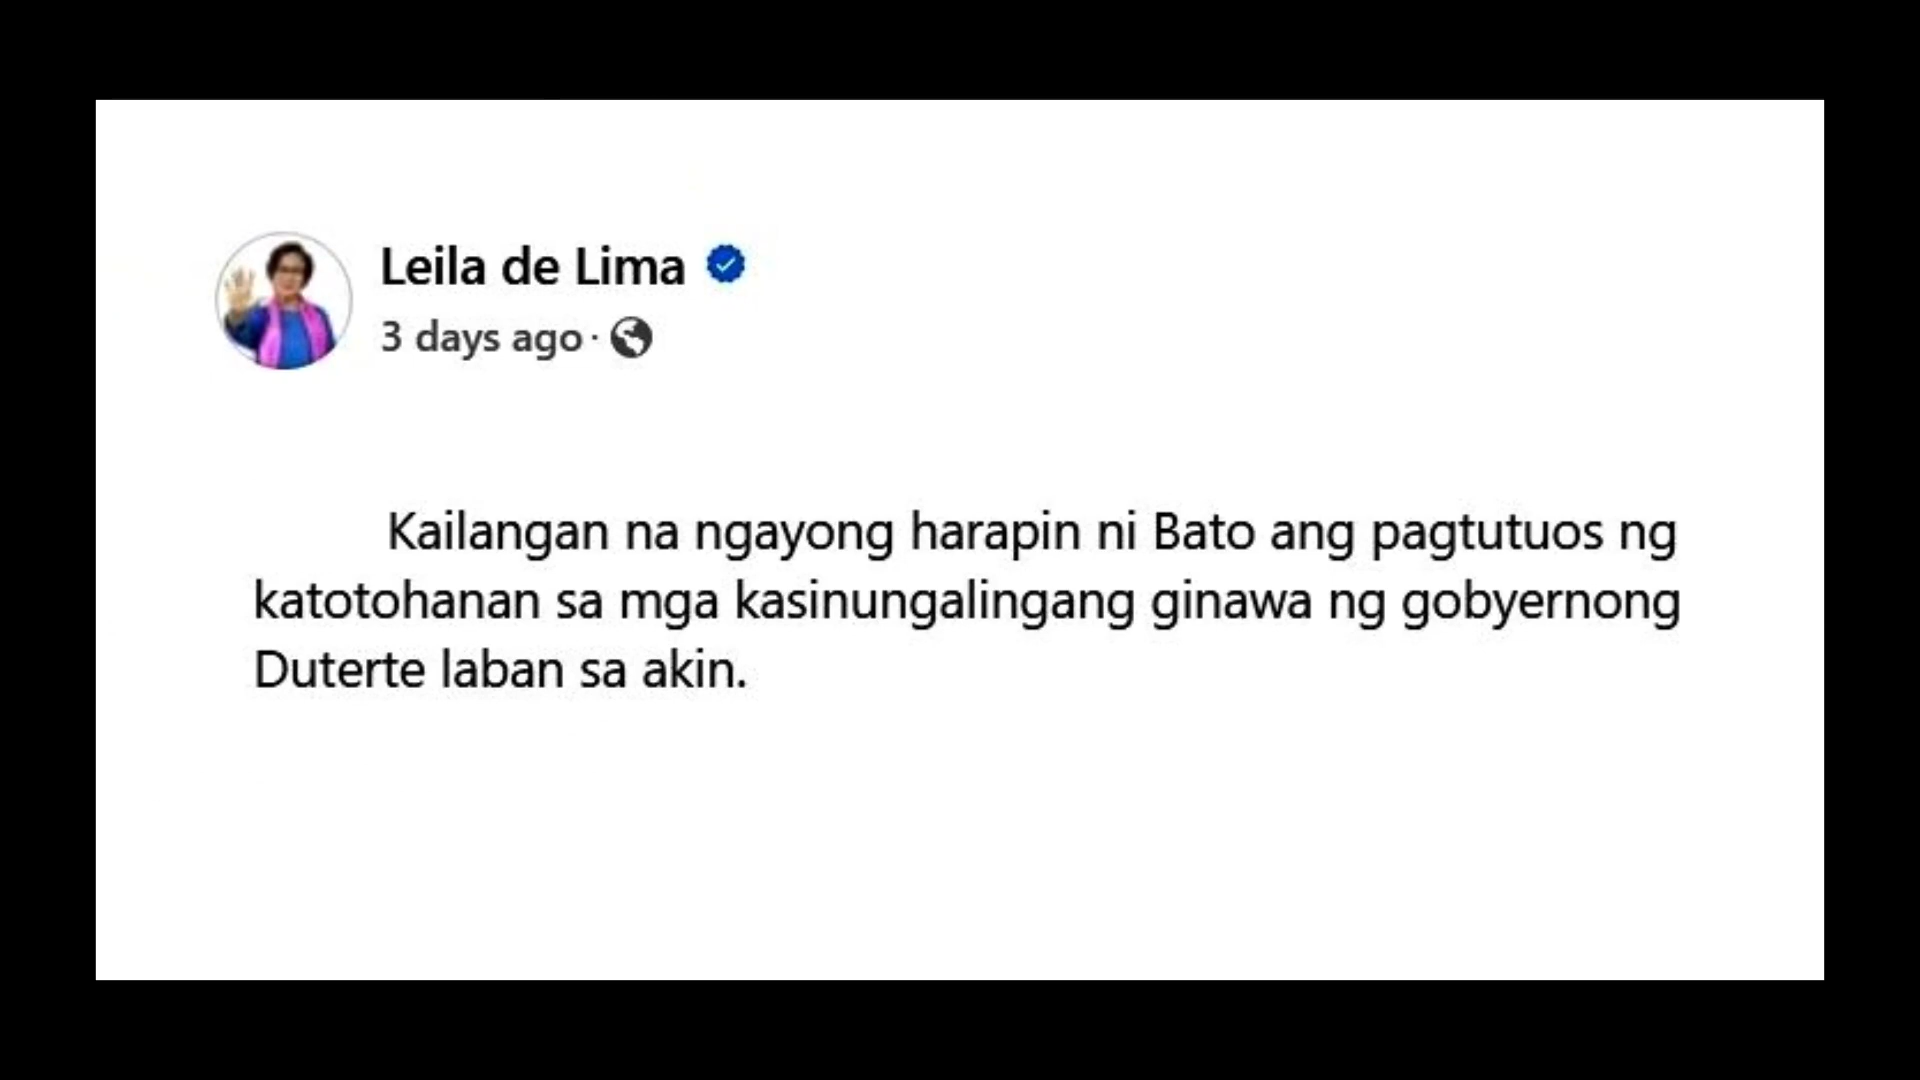 Leila de Lima
3 days ago ·
Kailangan na ngayong harapin ni Bato ang pagtutuos ng
katotohanan sa mga kasinungalingang ginawa ng gobyernong
Duterte laban sa akin.